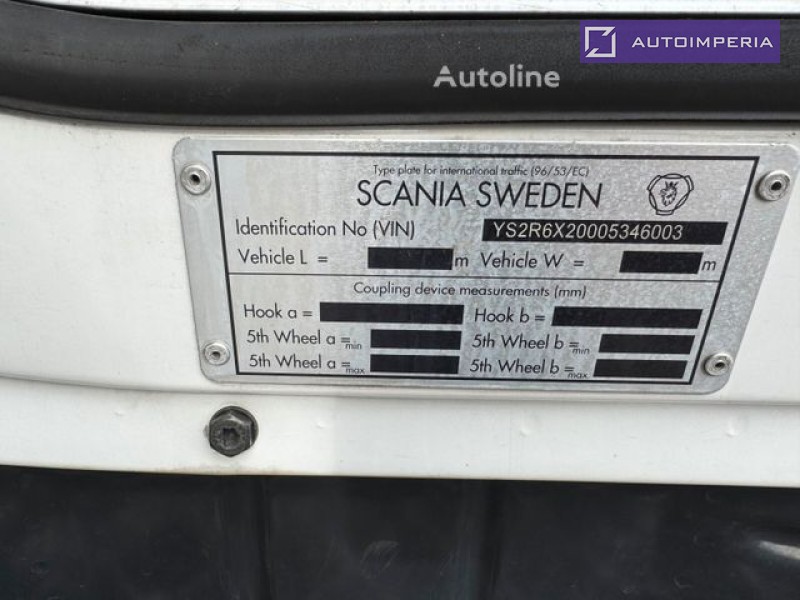 AUTOIMPERIA
Autoline
Type plate for international traffic (96/53/EC)
SCANIA SWEDEN
Identification No (VIN) YS2R6X20005346003
Vehicle L = m Vehicle W = m
Coupling device measurements (mm)
Hook a = Hook b =
5th Wheel a =min 5th Wheel b =min
5th Wheel a =max 5th Wheel b =max